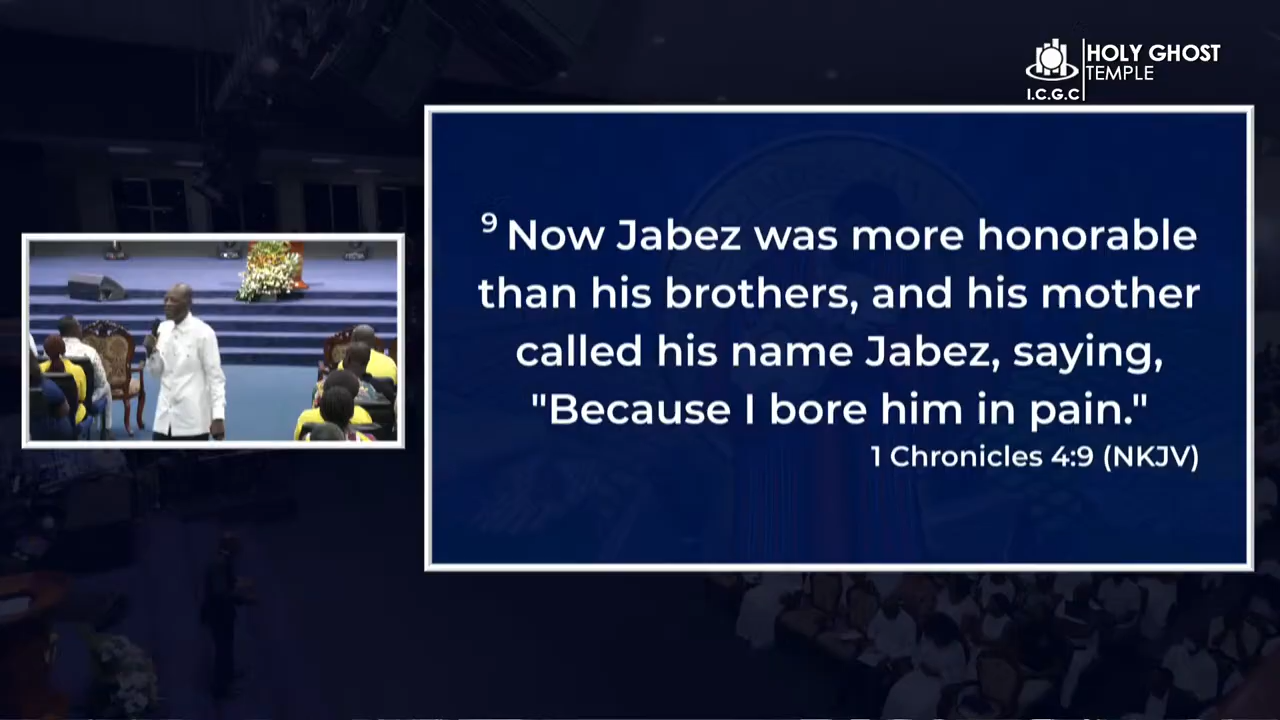 HOLY GHOST
TEMPLE
I.C.G.C
9 Now Jabez was more honorable
than his brothers, and his mother
called his name Jabez, saying,
"Because I bore him in pain."
1 Chronicles 4:9 (NKJV)